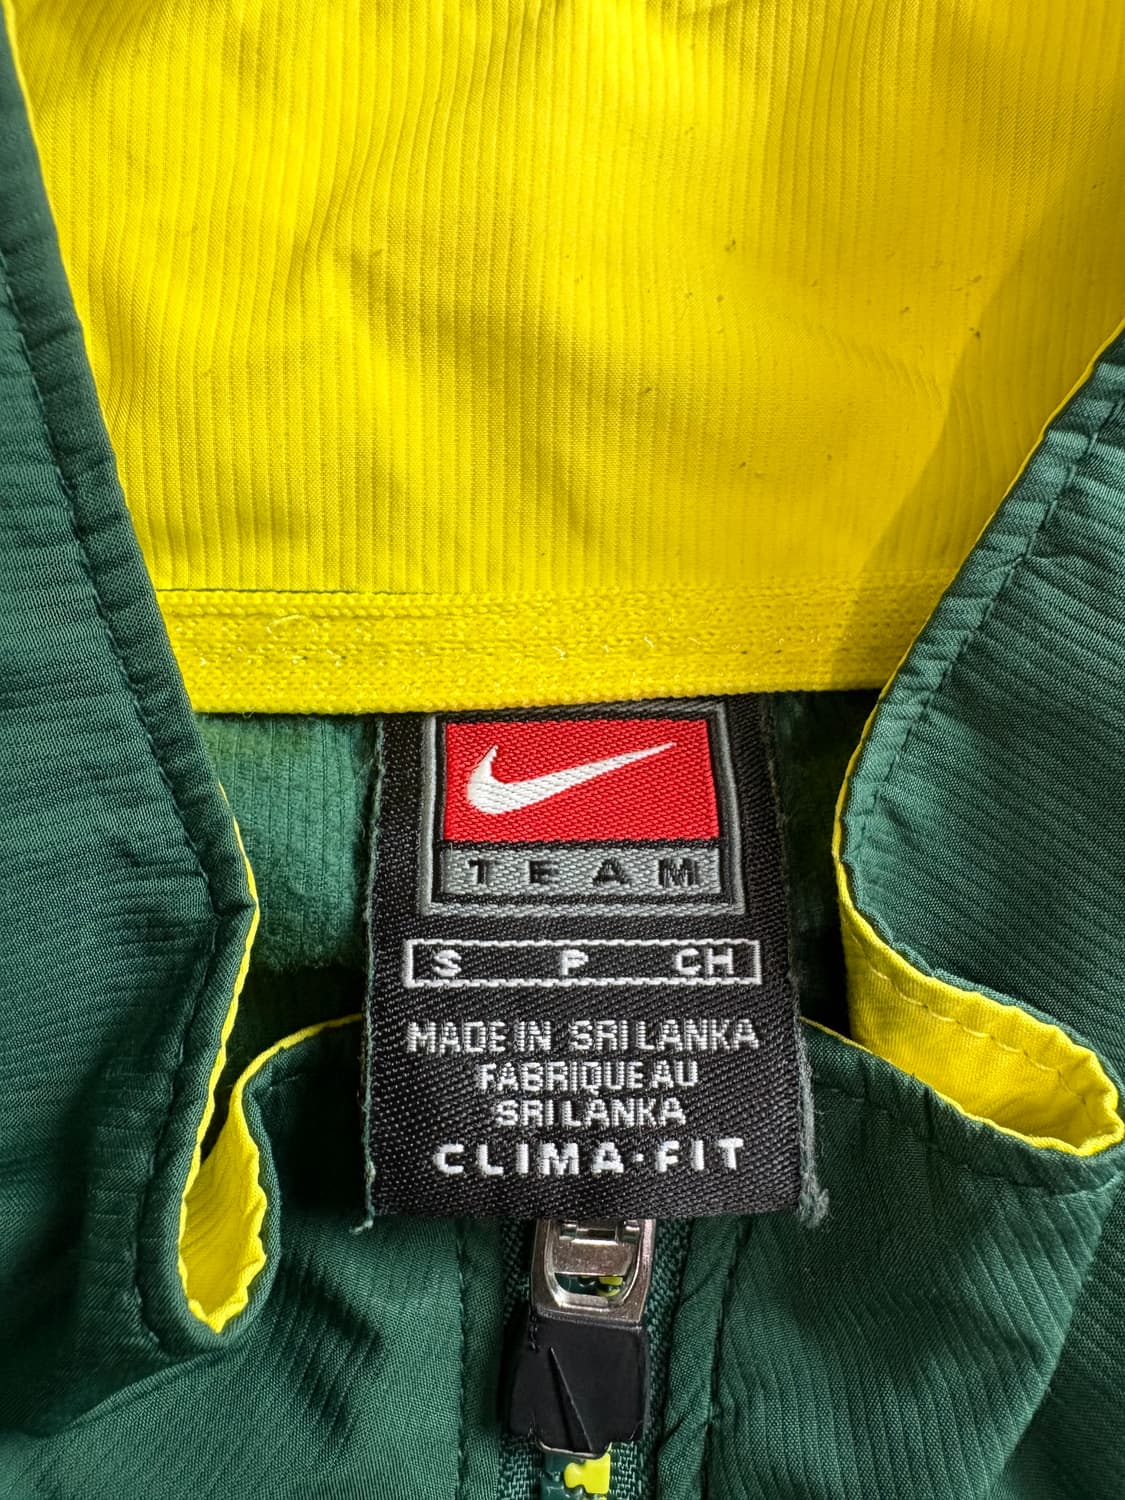 TEAM
S P CH
MADE IN SRI LANKA
FABRIQUE AU
SRI LANKA
CLIMA·FIT